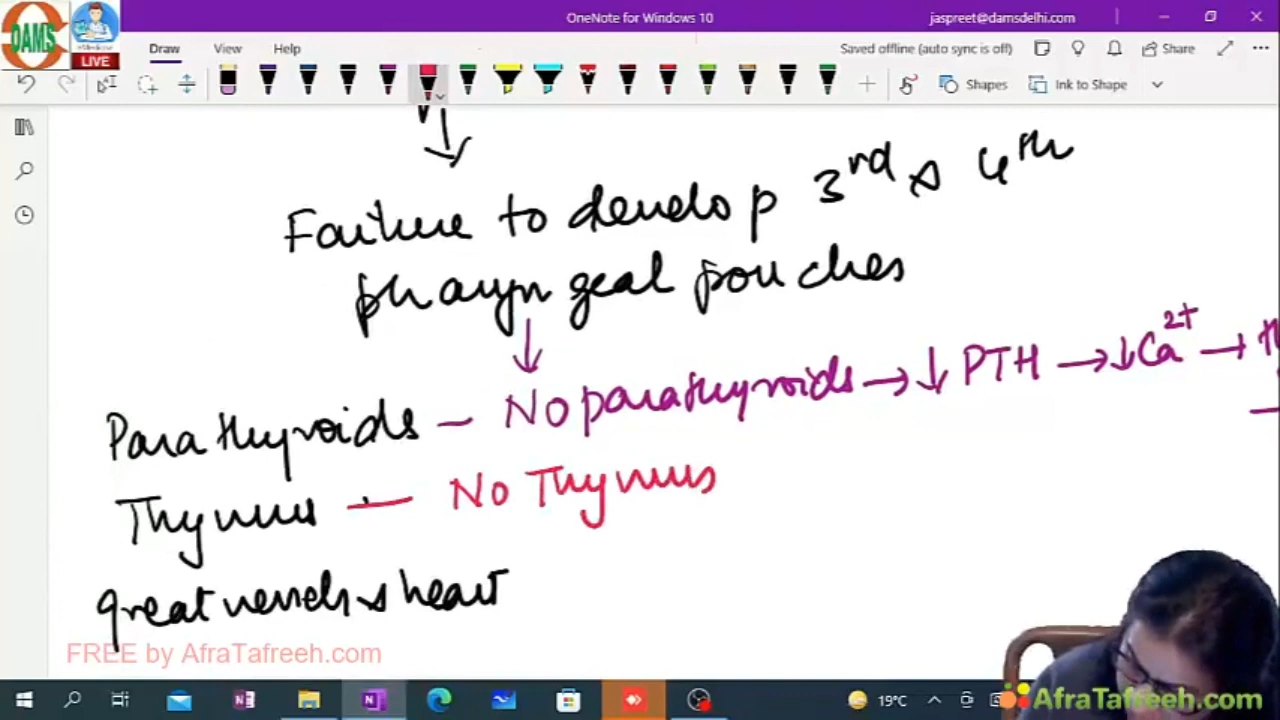 DAMS
eMedicoz
LIVE
OneNote for Windows 10
jaspreet@damsdelhi.com
Draw
View
Help
Saved offline (auto sync is off)
Share
Shapes
Ink to Shape
Failure to develop 3rd & 4th
pharyngeal pouches
Parathyroids - No parathyroids → ↓ PTH → ↓ Ca2+ →
Thymus - No Thymus
great vessels & heart
FREE by AfraTafreeh.com
19°C
AfraTafreeh.com